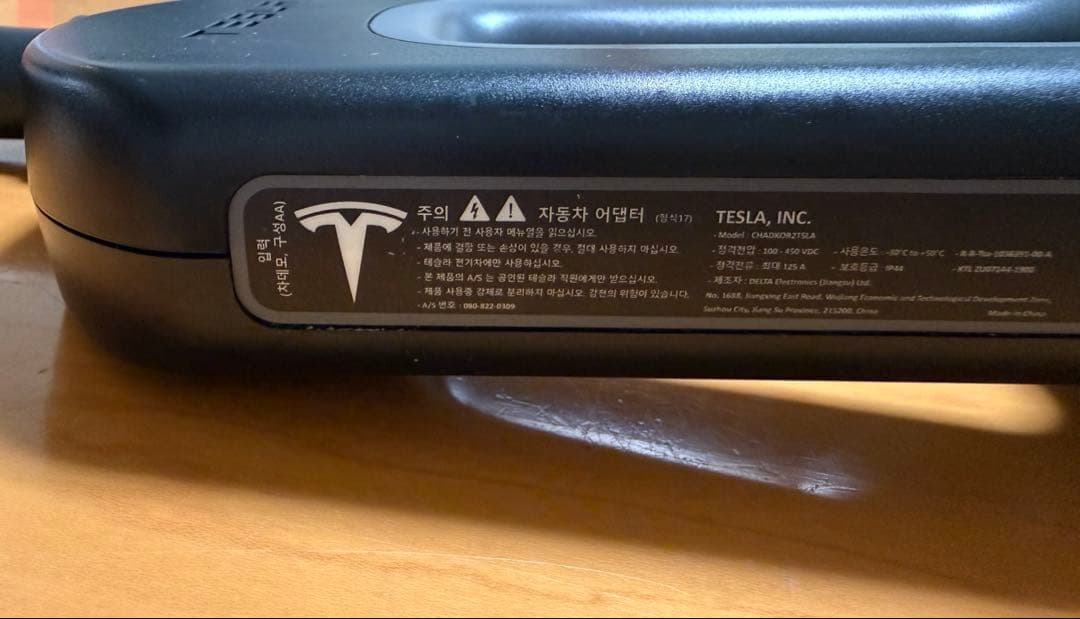 입력
(차데모, 구성AA)
주의 자동차 어댑터 (형식17)
- 사용하기 전 사용자 메뉴얼을 읽으십시오.
- 제품에 결함 또는 손상이 있을 경우, 절대 사용하지 마십시오.
- 테슬라 전기차에만 사용하십시오.
- 본 제품의 A/S 는 공인된 테슬라 직원에게만 받으십시오.
- 제품 사용중 강제로 분리하지 마십시오. 감전의 위험이 있습니다.
- A/S 번호 : 080-822-0309
TESLA, INC.
- Model : CHADKOR2TSLA
- 정격전압 : 100 - 450 VDC - 사용온도 : -30°C to +50°C
- 정격전류 : 최대 125 A - 보호등급 : IP44
- 제조자 : DELTA Electronics (Jiangsu) Ltd.
No. 1688, Jiangxing East Road, Wujiang Economic and Technological Development Zone,
Suzhou City, Jiang Su Province, 215200, China
Made in China